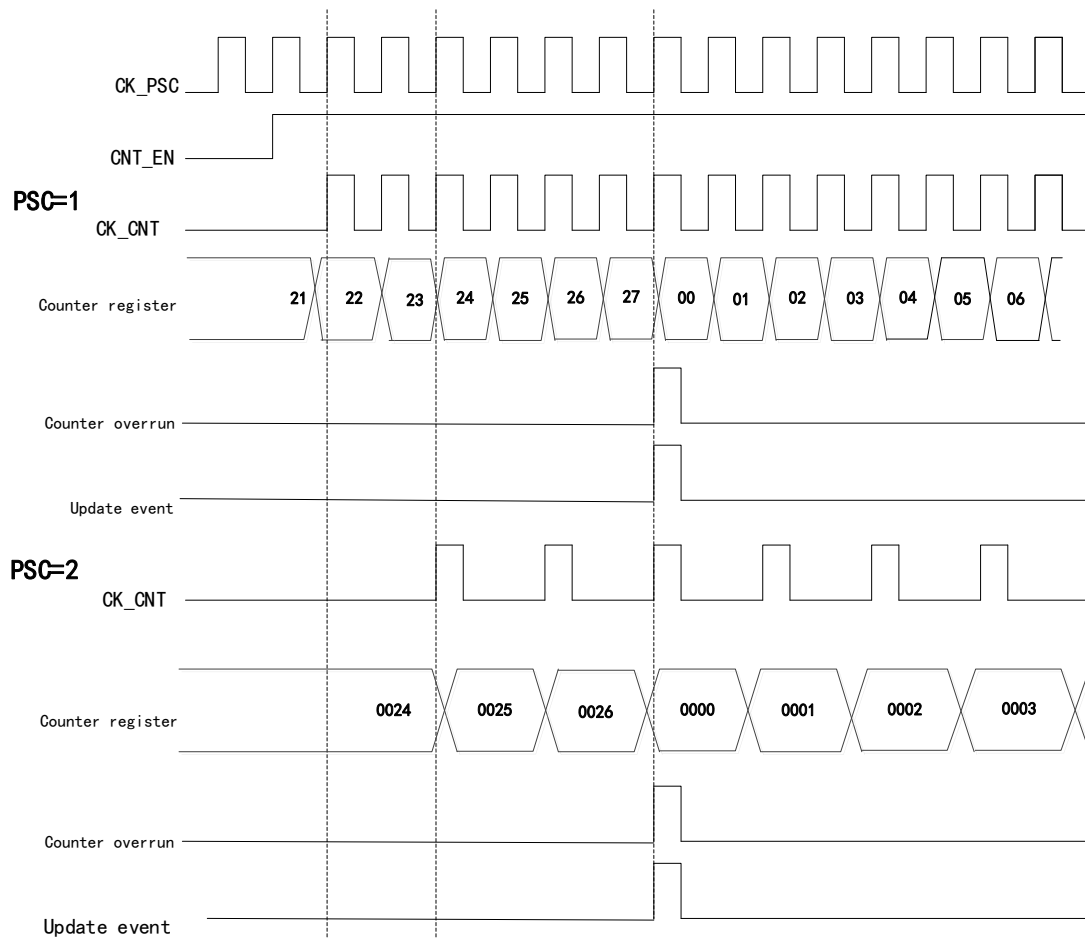 CK_PSC
CNT_EN
PSC=1
CK_CNT
Counter register 21 22 23 24 25 26 27 00 01 02 03 04 05 06
Counter overrun
Update event
PSC=2
CK_CNT
Counter register 0024 0025 0026 0000 0001 0002 0003
Counter overrun
Update event